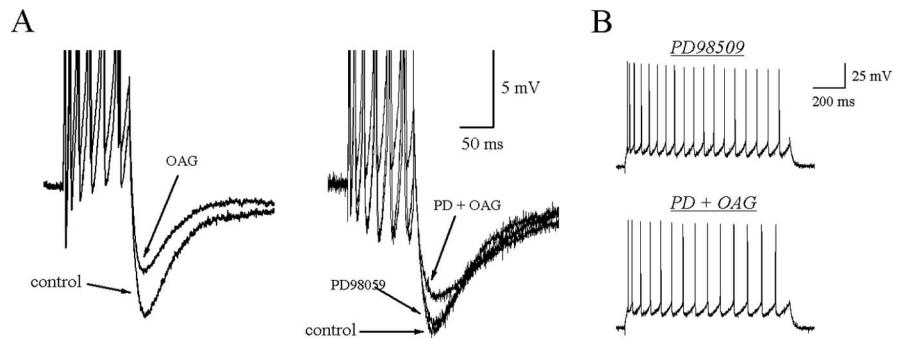 A
OAG
control
5 mV
50 ms
PD + OAG
PD98059
control
B
PD98509
25 mV
200 ms
PD + OAG